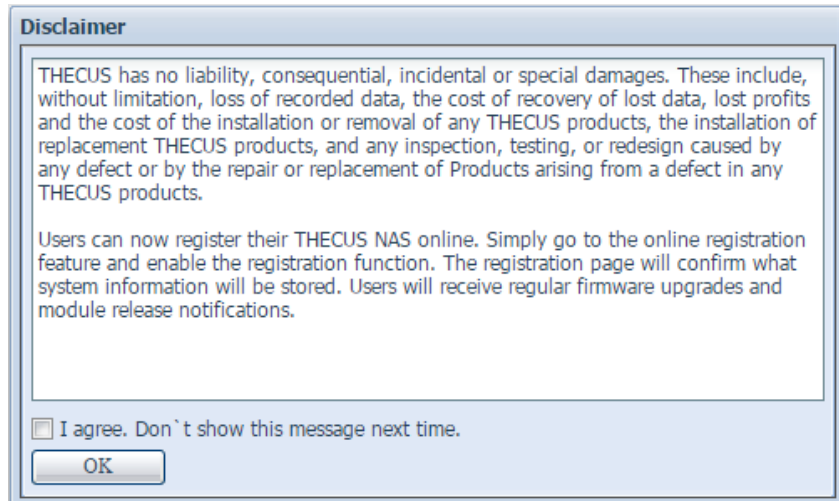 Disclaimer
THECUS has no liability, consequential, incidental or special damages. These include,
without limitation, loss of recorded data, the cost of recovery of lost data, lost profits
and the cost of the installation or removal of any THECUS products, the installation of
replacement THECUS products, and any inspection, testing, or redesign caused by
any defect or by the repair or replacement of Products arising from a defect in any
THECUS products.
Users can now register their THECUS NAS online. Simply go to the online registration
feature and enable the registration function. The registration page will confirm what
system information will be stored. Users will receive regular firmware upgrades and
module release notifications.
I agree. Don`t show this message next time.
OK